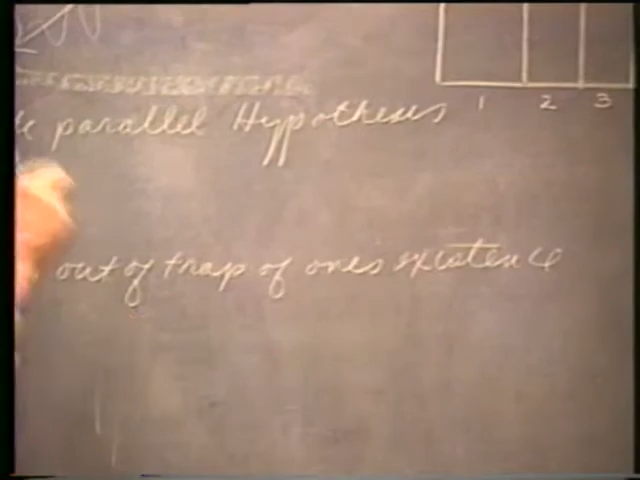 1 2 3
parallel Hypothesis
out of trap of ones existence